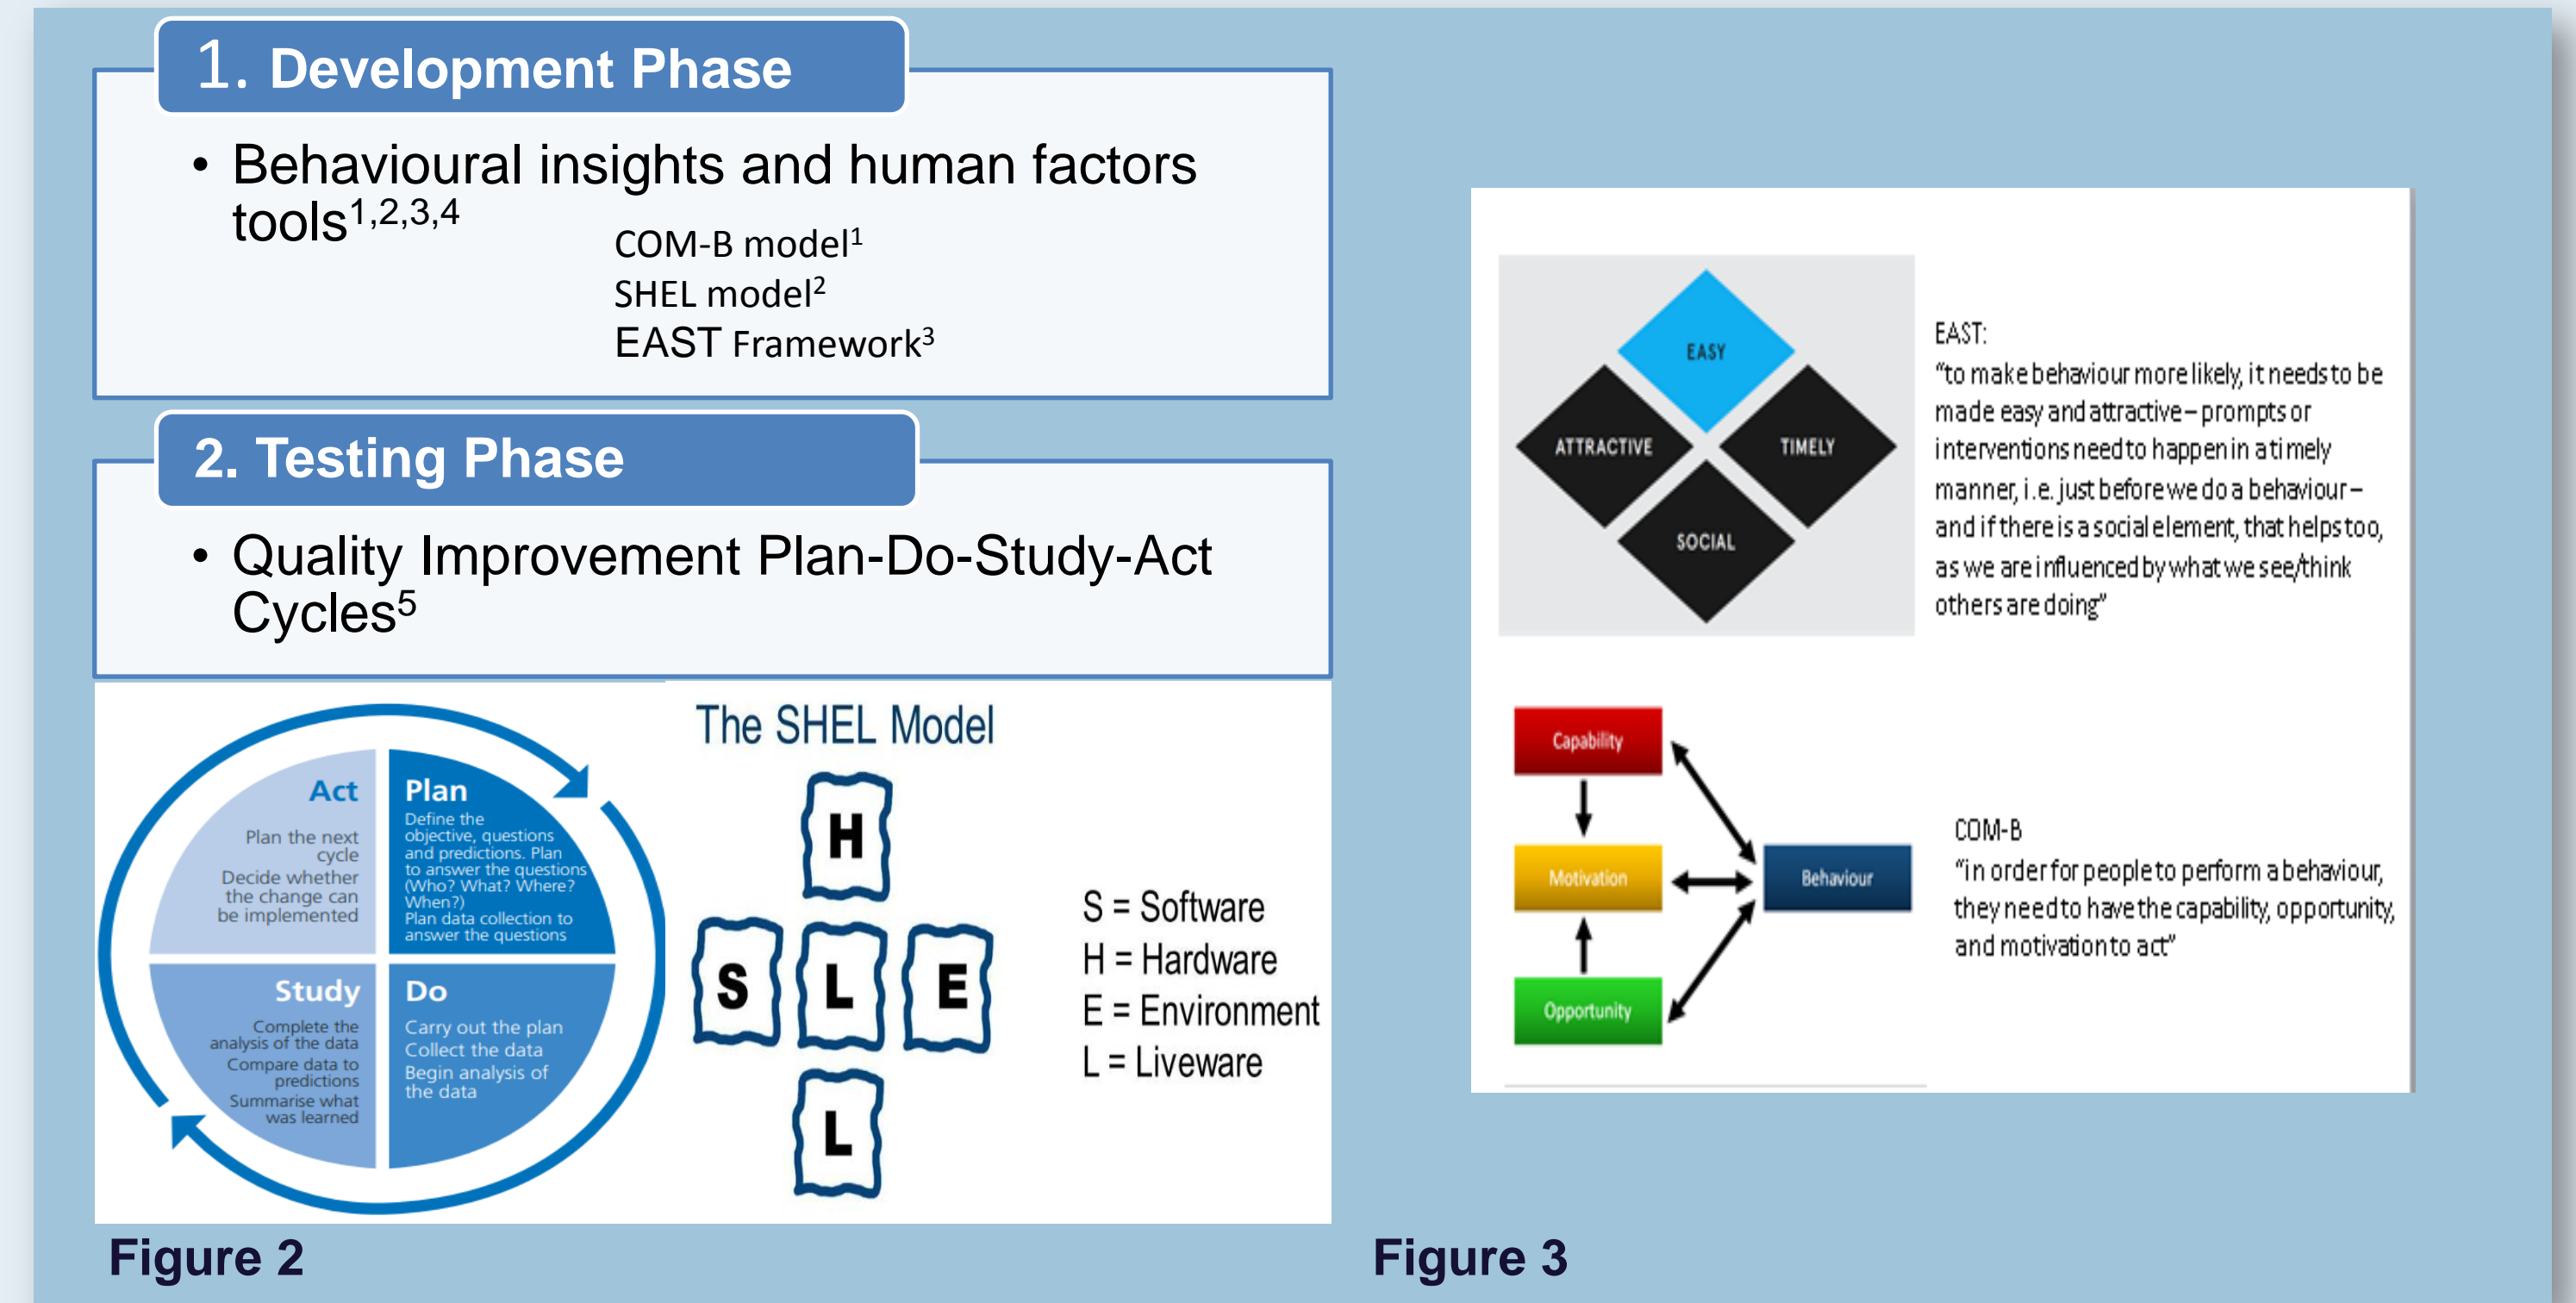 1. Development Phase
• Behavioural insights and human factors
tools1,2,3,4
COM-B model1
SHEL model2
EAST Framework3
2. Testing Phase
• Quality Improvement Plan-Do-Study-Act
Cycles5
Act
Plan the next
cycle
Decide whether
the change can
be implemented
Plan
Define the
objective, questions
and predictions. Plan
to answer the questions
(Who? What? Where?
When?)
Plan data collection to
answer the questions
Study
Complete the
analysis of the data
Compare data to
predictions
Summarise what
was learned
Do
Carry out the plan
Collect the data
Begin analysis of
the data
The SHEL Model
H
S L E
L
S = Software
H = Hardware
E = Environment
L = Liveware
Figure 2
EASY
ATTRACTIVE
TIMELY
SOCIAL
EAST:
“to make behaviour more likely, it needs to be
made easy and attractive – prompts or
interventions need to happen in a timely
manner, i.e. just before we do a behaviour –
and if there is a social element, that helps too,
as we are influenced by what we see/think
others are doing”
Capability
Motivation
Behaviour
Opportunity
COM-B
“in order for people to perform a behaviour,
they need to have the capability, opportunity,
and motivation to act”
Figure 3